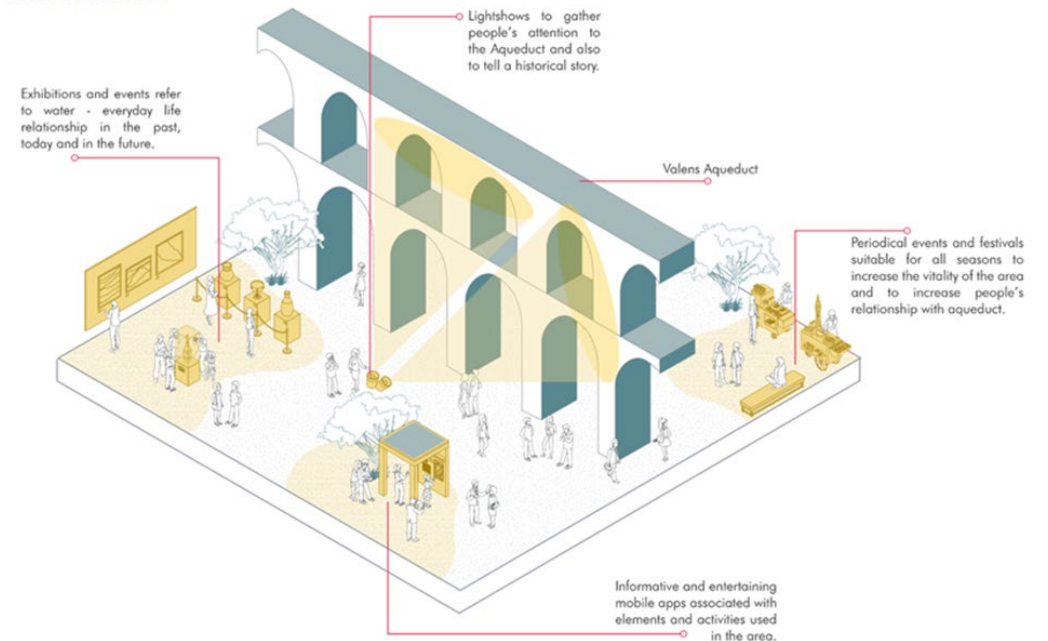 Lightshows to gather
people's attention to
the Aqueduct and also
to tell a historical story.
Exhibitions and events refer
to water - everyday life
relationship in the past,
today and in the future.
Valens Aqueduct
Periodical events and festivals
suitable for all seasons to
increase the vitality of the area
and to increase people's
relationship with aqueduct.
Informative and entertaining
mobile apps associated with
elements and activities used
in the area.